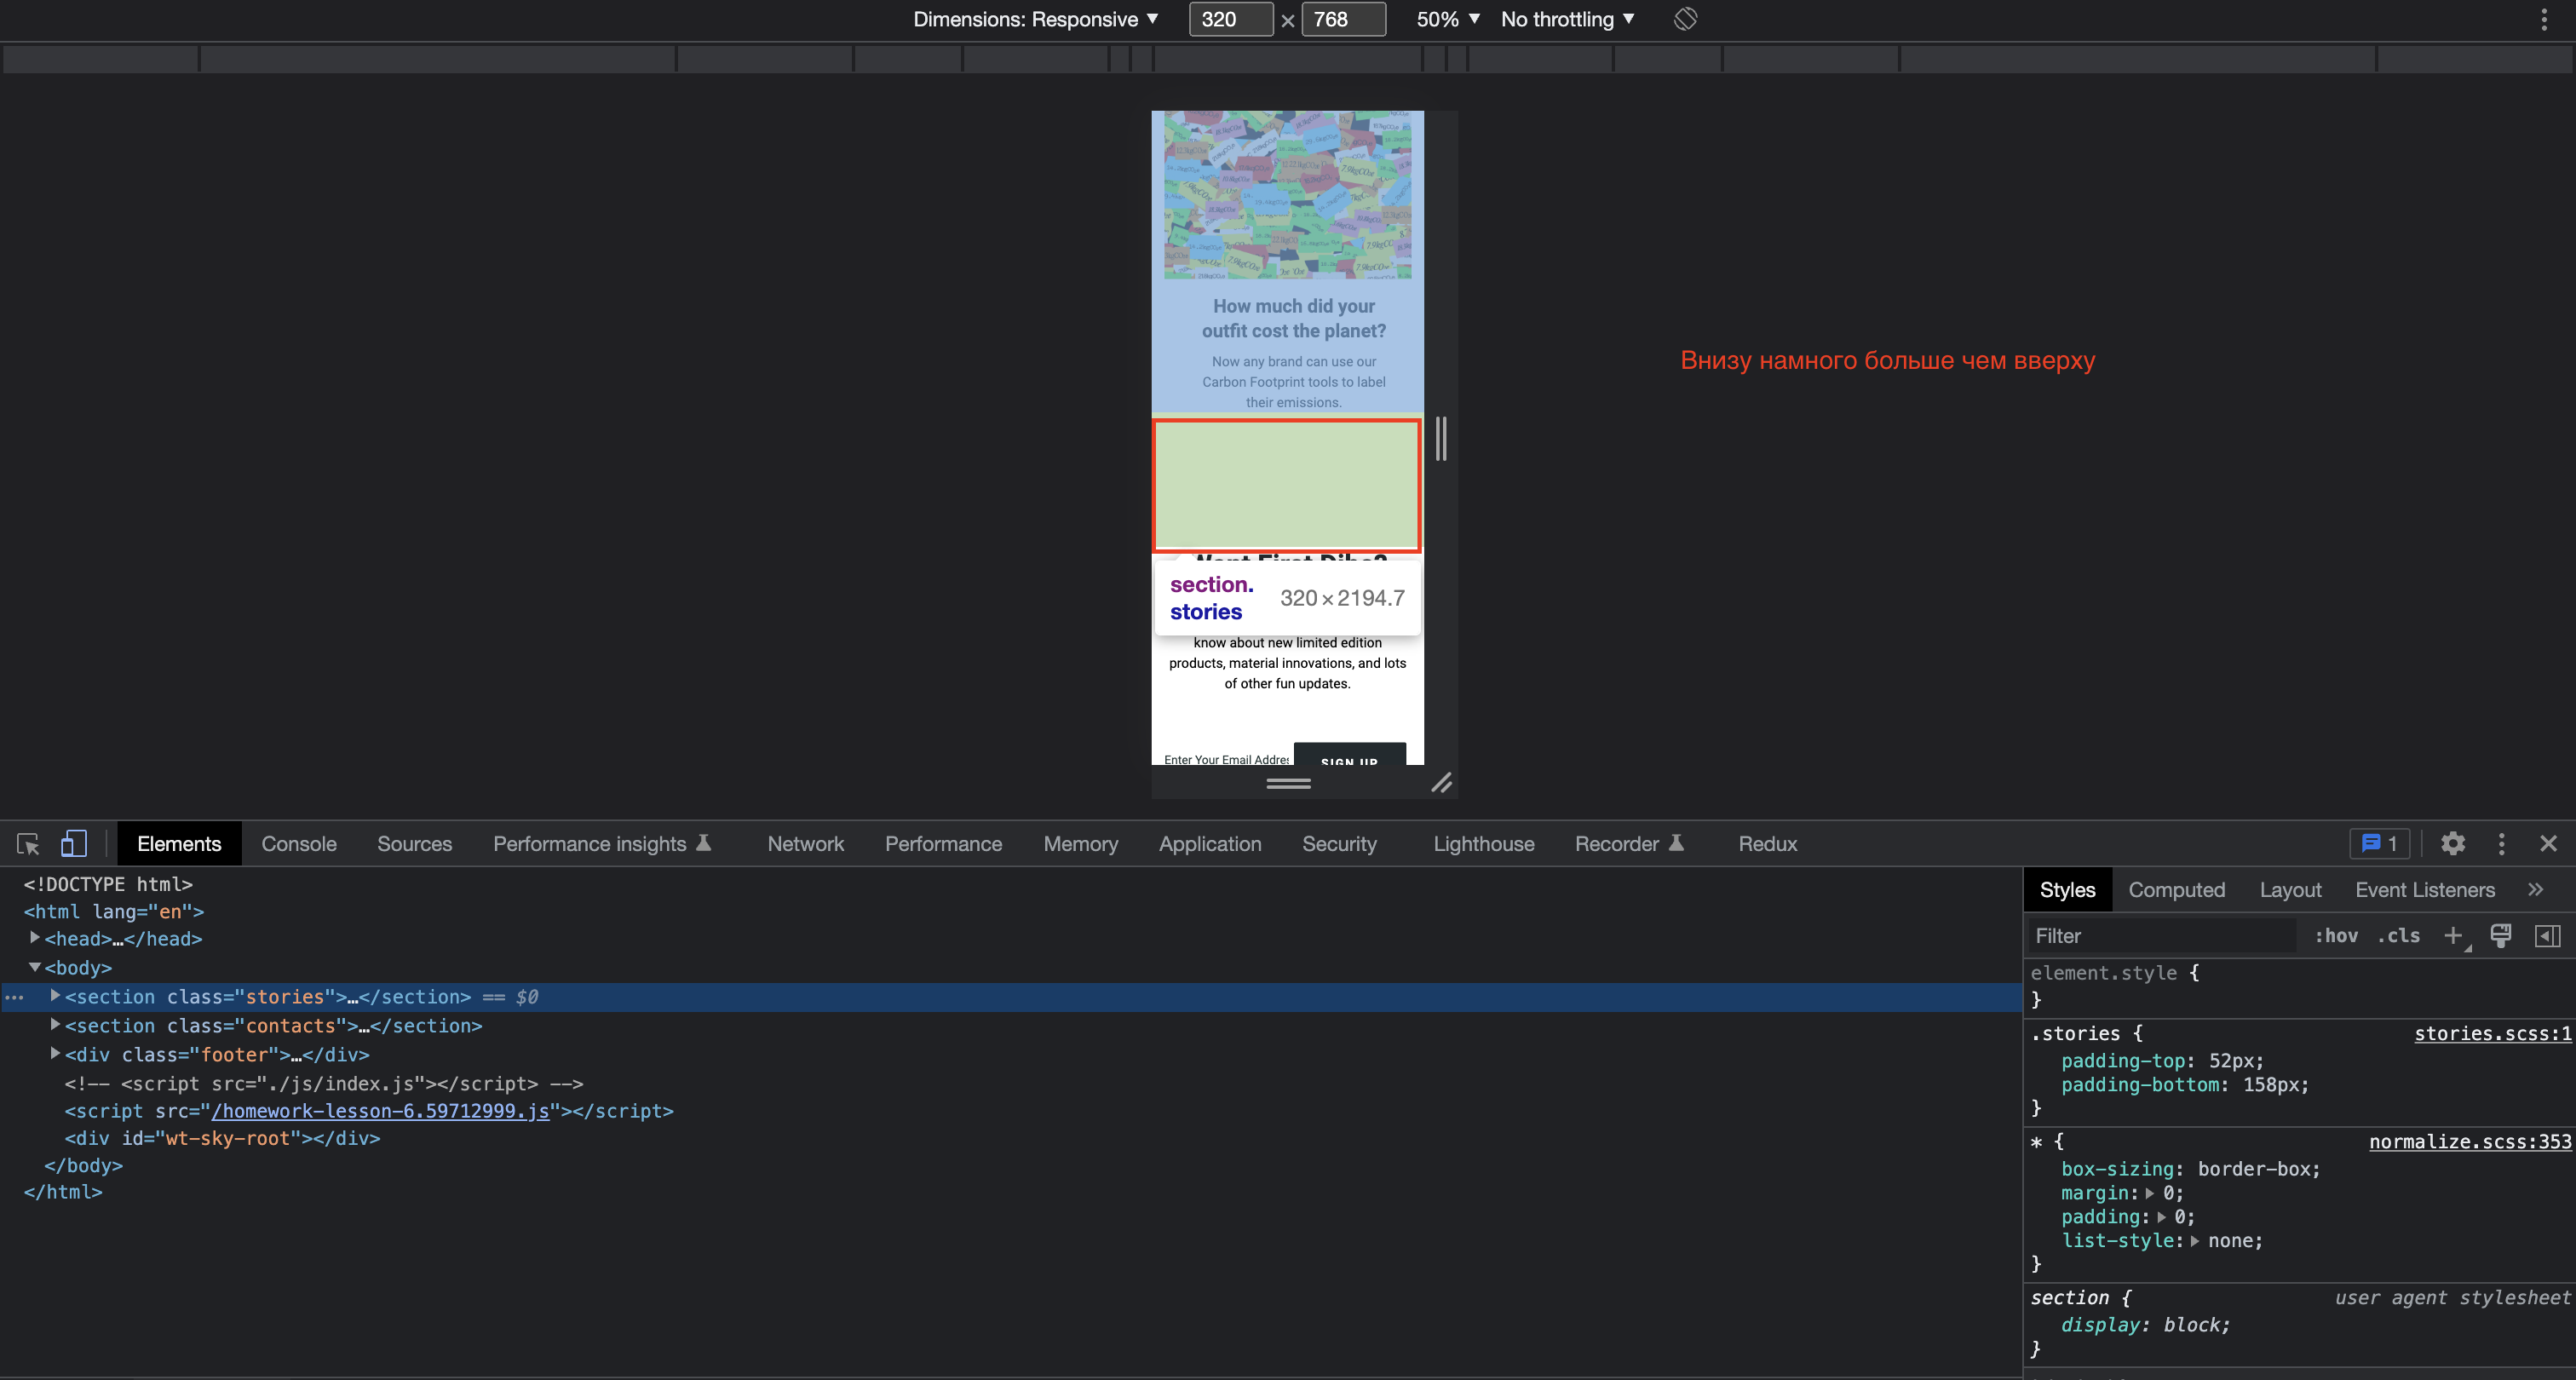 Dimensions: Responsive ▼ 320 × 768 50% ▼ No throttling ▼
How much did your
outfit cost the planet?
Now any brand can use our
Carbon Footprint tools to label
their emissions.
Внизу намного больше чем вверху
section.
stories
320 × 2194.7
know about new limited edition
products, material innovations, and lots
of other fun updates.
Enter Your Email Addre
SIGN UP
Elements Console Sources Performance insights Network Performance Memory Application Security Lighthouse Recorder Redux 1
<!DOCTYPE html>
<html lang="en">
<head>…</head>
<body>
<section class="stories">…</section> == $0
<section class="contacts">…</section>
<div class="footer">…</div>
<!-- <script src="./js/index.js"></script> -->
<script src="/homework-lesson-6.59712999.js"></script>
<div id="wt-sky-root"></div>
</body>
</html>
Styles Computed Layout Event Listeners »
Filter :hov .cls +
element.style {
}
.stories { stories.scss:1
padding-top: 52px;
padding-bottom: 158px;
}
* { normalize.scss:353
box-sizing: border-box;
margin: 0;
padding: 0;
list-style: none;
}
section { user agent stylesheet
display: block;
}